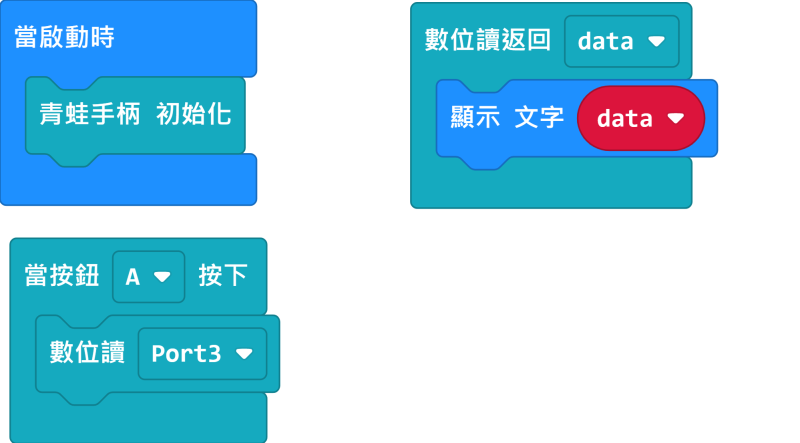 當啟動時
青蛙手柄 初始化
數位讀返回 data
顯示 文字 data
當按鈕 A 按下
數位讀 Port3